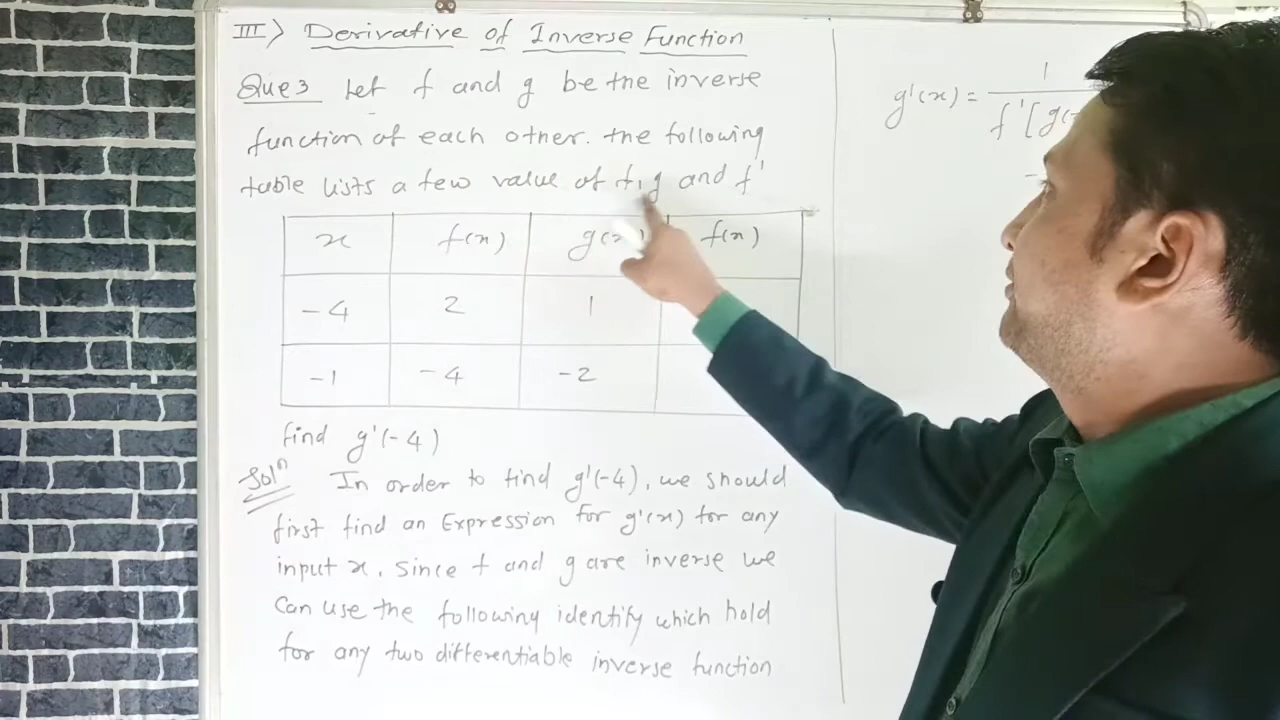 III) Derivative of Inverse Function
Que 3 Let f and g be the inverse
function of each other. The following
table lists a few value of f, g and f'
x f(x) g(x) f(x)
-4 2 1
-1 -4 -2
find g'(-4)
Solⁿ In order to find g'(-4), we should
first find an Expression for g'(x) for any
input x. Since f and g are inverse we
can use the following identify which hold
for any two differentiable inverse function
g'(x) = 1
f'[g(